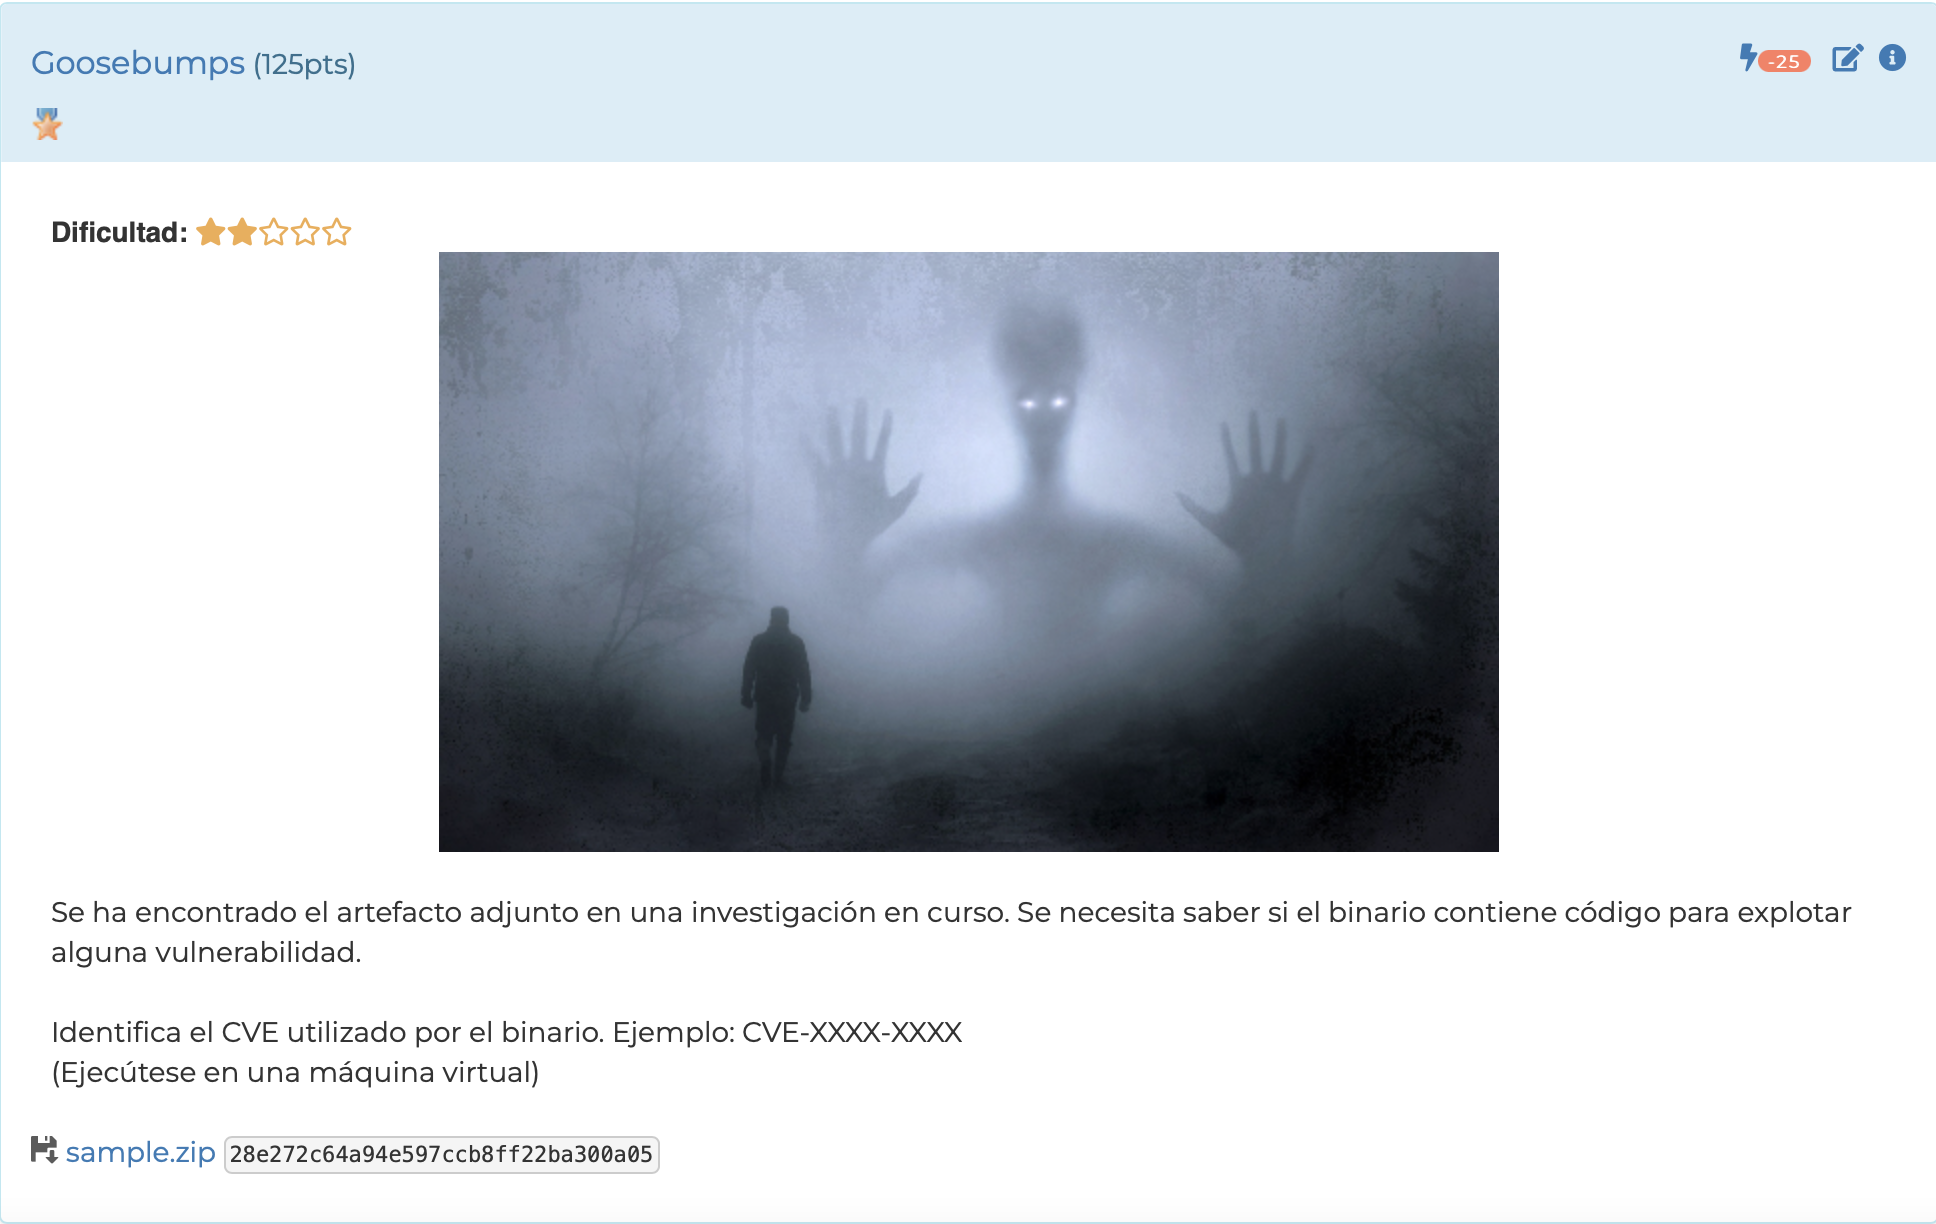 Goosebumps (125pts)
-25
Dificultad:
Se ha encontrado el artefacto adjunto en una investigación en curso. Se necesita saber si el binario contiene código para explotar
alguna vulnerabilidad.
Identifica el CVE utilizado por el binario. Ejemplo: CVE-XXXX-XXXX
(Ejecútese en una máquina virtual)
sample.zip 28e272c64a94e597ccb8ff22ba300a05